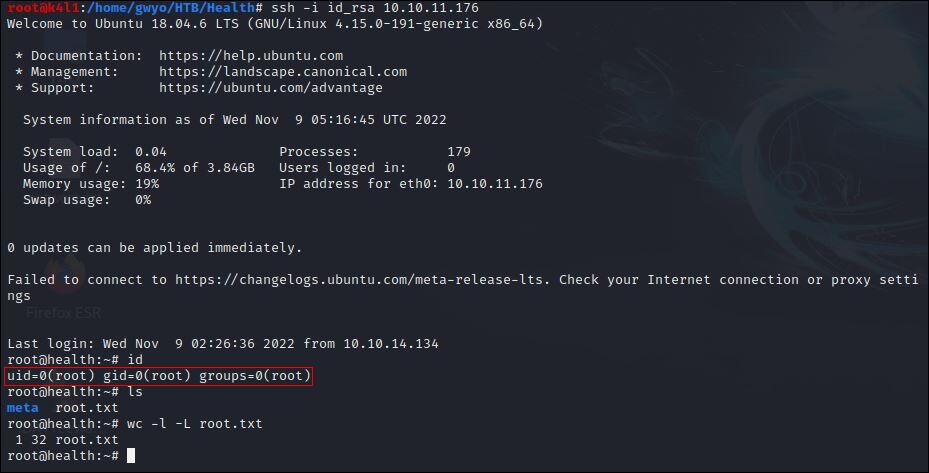 root@k4l1:/home/gwyo/HTB/Health# ssh -i id_rsa 10.10.11.176
Welcome to Ubuntu 18.04.6 LTS (GNU/Linux 4.15.0-191-generic x86_64)
 * Documentation:  https://help.ubuntu.com
 * Management:     https://landscape.canonical.com
 * Support:        https://ubuntu.com/advantage
  System information as of Wed Nov  9 05:16:45 UTC 2022
  System load:  0.04              Processes:           179
  Usage of /:   68.4% of 3.84GB   Users logged in:     0
  Memory usage: 19%               IP address for eth0: 10.10.11.176
  Swap usage:   0%
0 updates can be applied immediately.
Failed to connect to https://changelogs.ubuntu.com/meta-release-lts. Check your Internet connection or proxy setti
ngs
Firefox ESR
Last login: Wed Nov  9 02:26:36 2022 from 10.10.14.134
root@health:~# id
uid=0(root) gid=0(root) groups=0(root)
root@health:~# ls
meta  root.txt
root@health:~# wc -l -L root.txt
 1 32 root.txt
root@health:~#